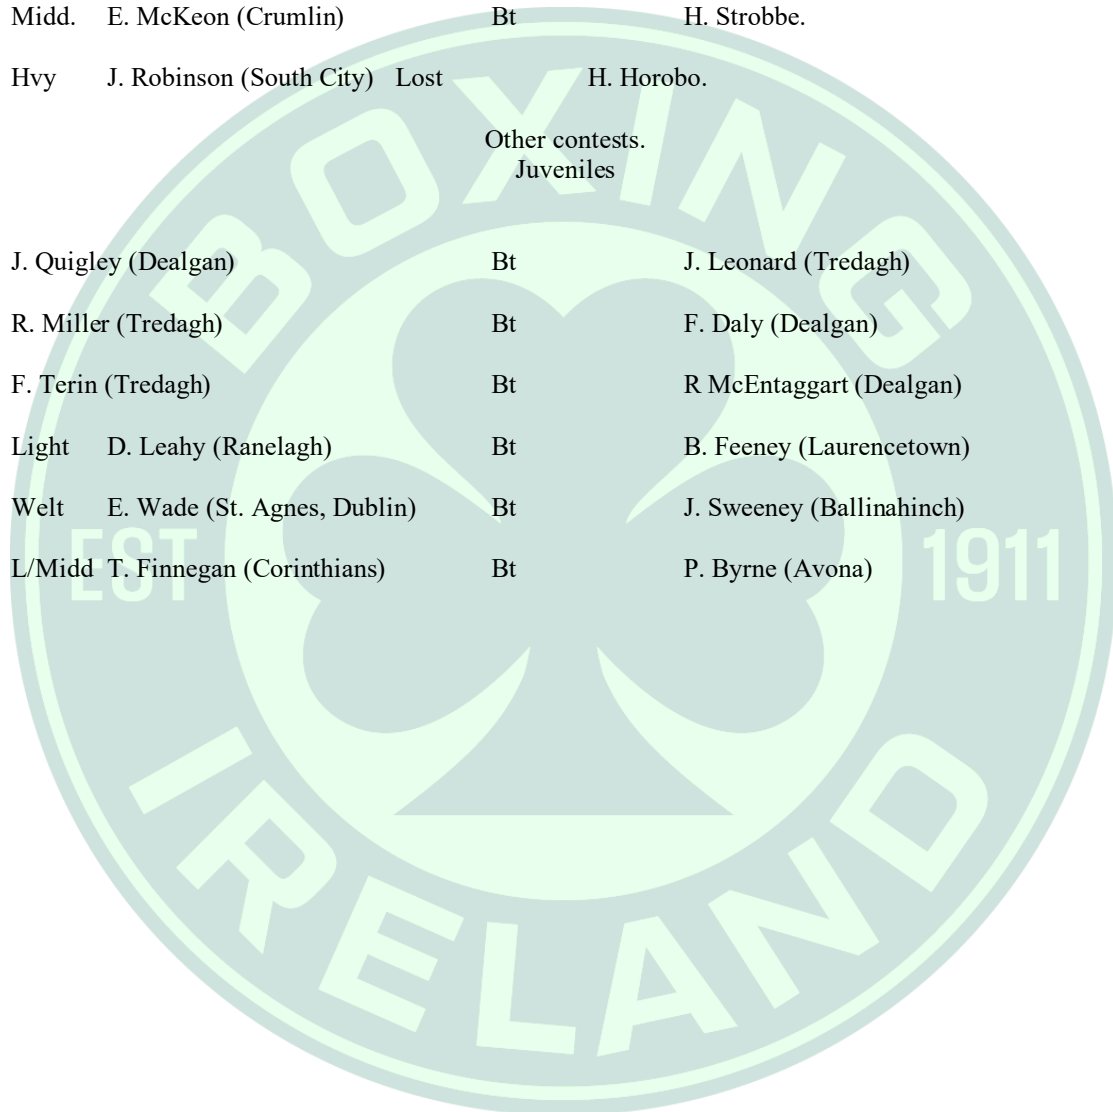 Midd. E. McKeon (Crumlin) Bt H. Strobbe.
Hvy J. Robinson (South City) Lost H. Horobo.
Other contests.
Juveniles
J. Quigley (Dealgan) Bt J. Leonard (Tredagh)
R. Miller (Tredagh) Bt F. Daly (Dealgan)
F. Terin (Tredagh) Bt R McEntaggart (Dealgan)
Light D. Leahy (Ranelagh) Bt B. Feeney (Laurencetown)
Welt E. Wade (St. Agnes, Dublin) Bt J. Sweeney (Ballinahinch)
L/Midd T. Finnegan (Corinthians) Bt P. Byrne (Avona)
BOXING
EST 1911
IRELAND